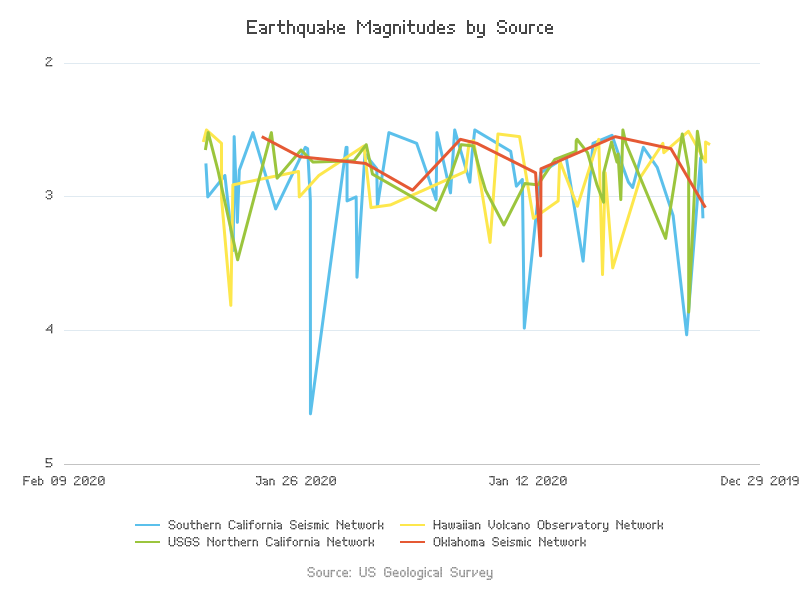 Earthquake Magnitudes by Source
2
3
4
5
Feb 09 2020 Jan 26 2020 Jan 12 2020 Dec 29 2019
Southern California Seismic Network Hawaiian Volcano Observatory Network
USGS Northern California Network Oklahoma Seismic Network
Source: US Geological Survey